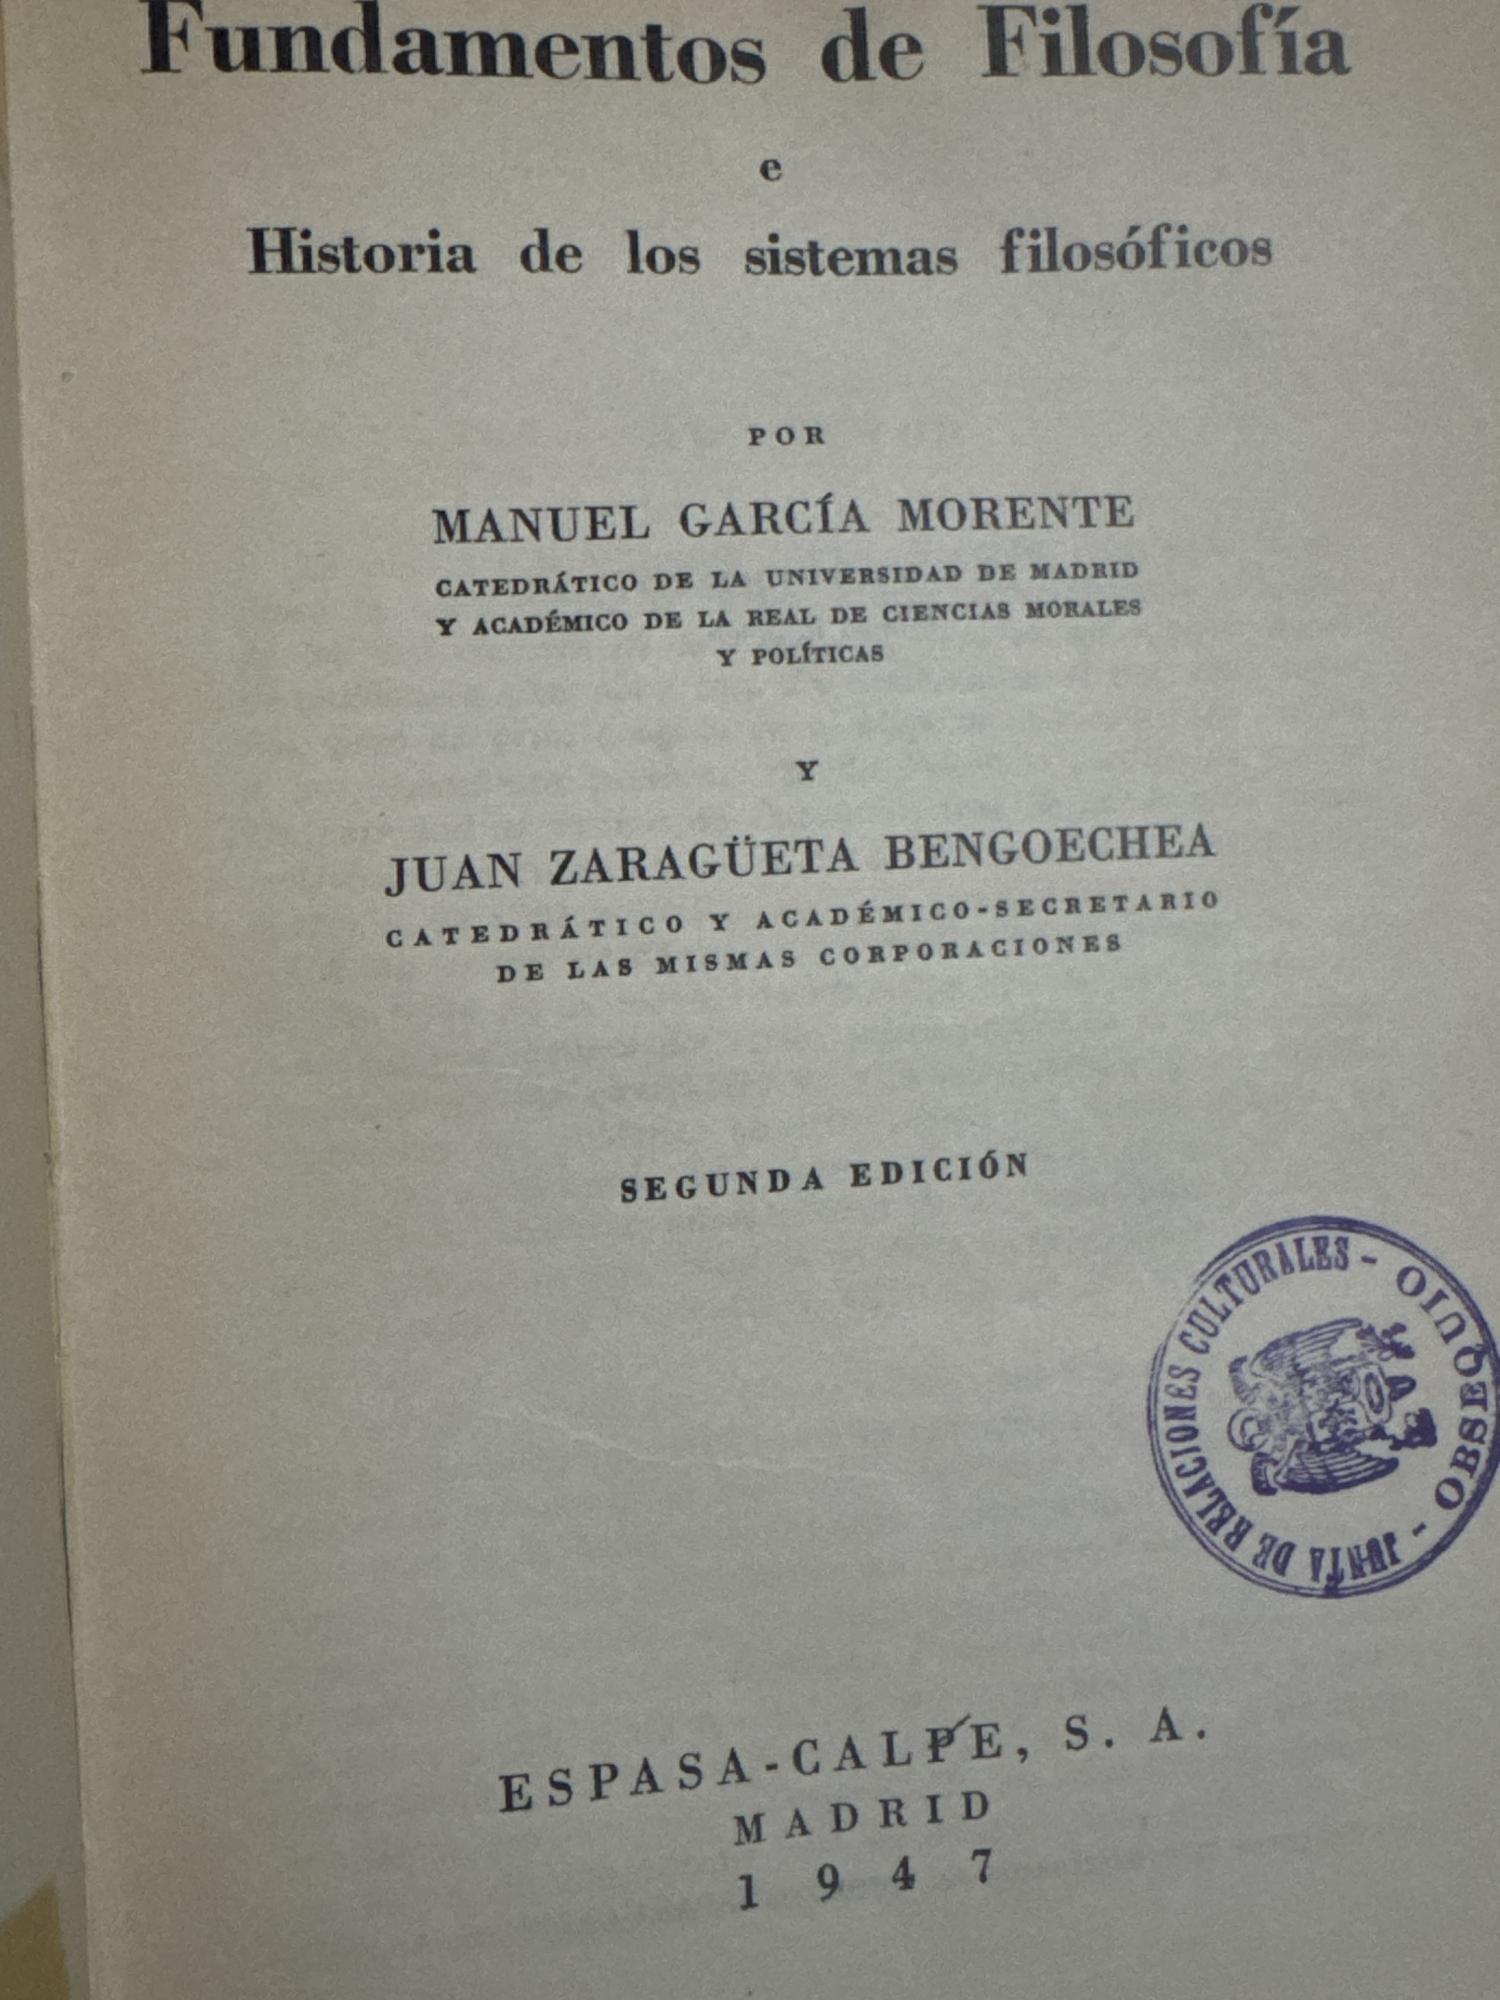 Fundamentos de Filosofía
e
Historia de los sistemas filosóficos
POR
MANUEL GARCÍA MORENTE
CATEDRÁTICO DE LA UNIVERSIDAD DE MADRID
Y ACADÉMICO DE LA REAL DE CIENCIAS MORALES
Y POLÍTICAS
Y
JUAN ZARAGÜETA BENGOECHEA
CATEDRÁTICO Y ACADÉMICO-SECRETARIO
DE LAS MISMAS CORPORACIONES
SEGUNDA EDICIÓN
JUNTA DE RELACIONES CULTURALES - OBSEQUIO -
ESPASA-CALPE, S. A.
MADRID
1947